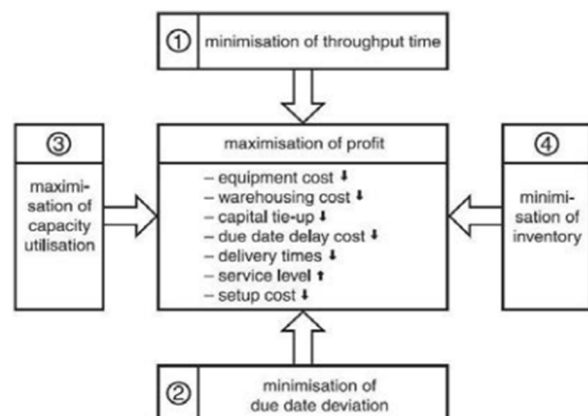 ① minimisation of throughput time
③
maximi-
sation of
capacity
utilisation
maximisation of profit
– equipment cost ⬇
– warehousing cost ⬇
– capital tie-up ⬇
– due date delay cost ⬇
– delivery times ⬇
– service level ⬆
– setup cost ⬇
④
minimi-
sation of
inventory
② minimisation of
due date deviation